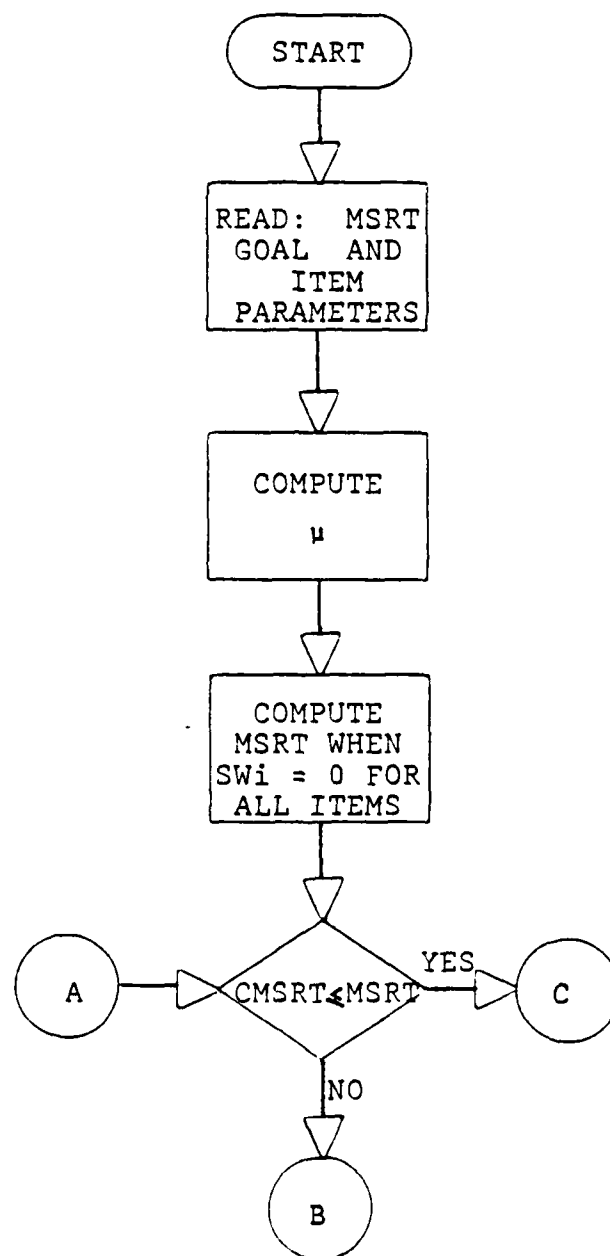 START
READ: MSRT
GOAL AND
ITEM
PARAMETERS
COMPUTE
μ
COMPUTE
MSRT WHEN
SWi = 0 FOR
ALL ITEMS
A
CMSRT≤MSRT
YES
C
NO
B